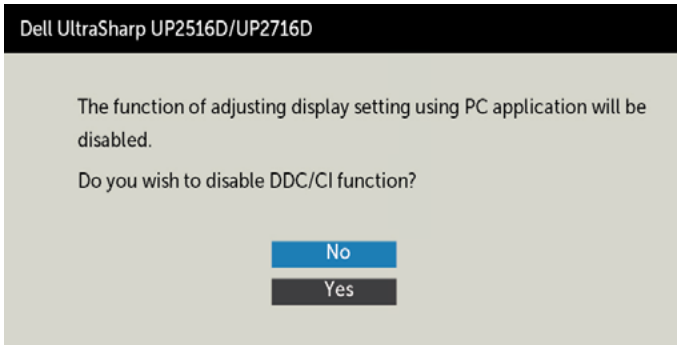 Dell UltraSharp UP2516D/UP2716D
The function of adjusting display setting using PC application will be
disabled.
Do you wish to disable DDC/CI function?
No
Yes